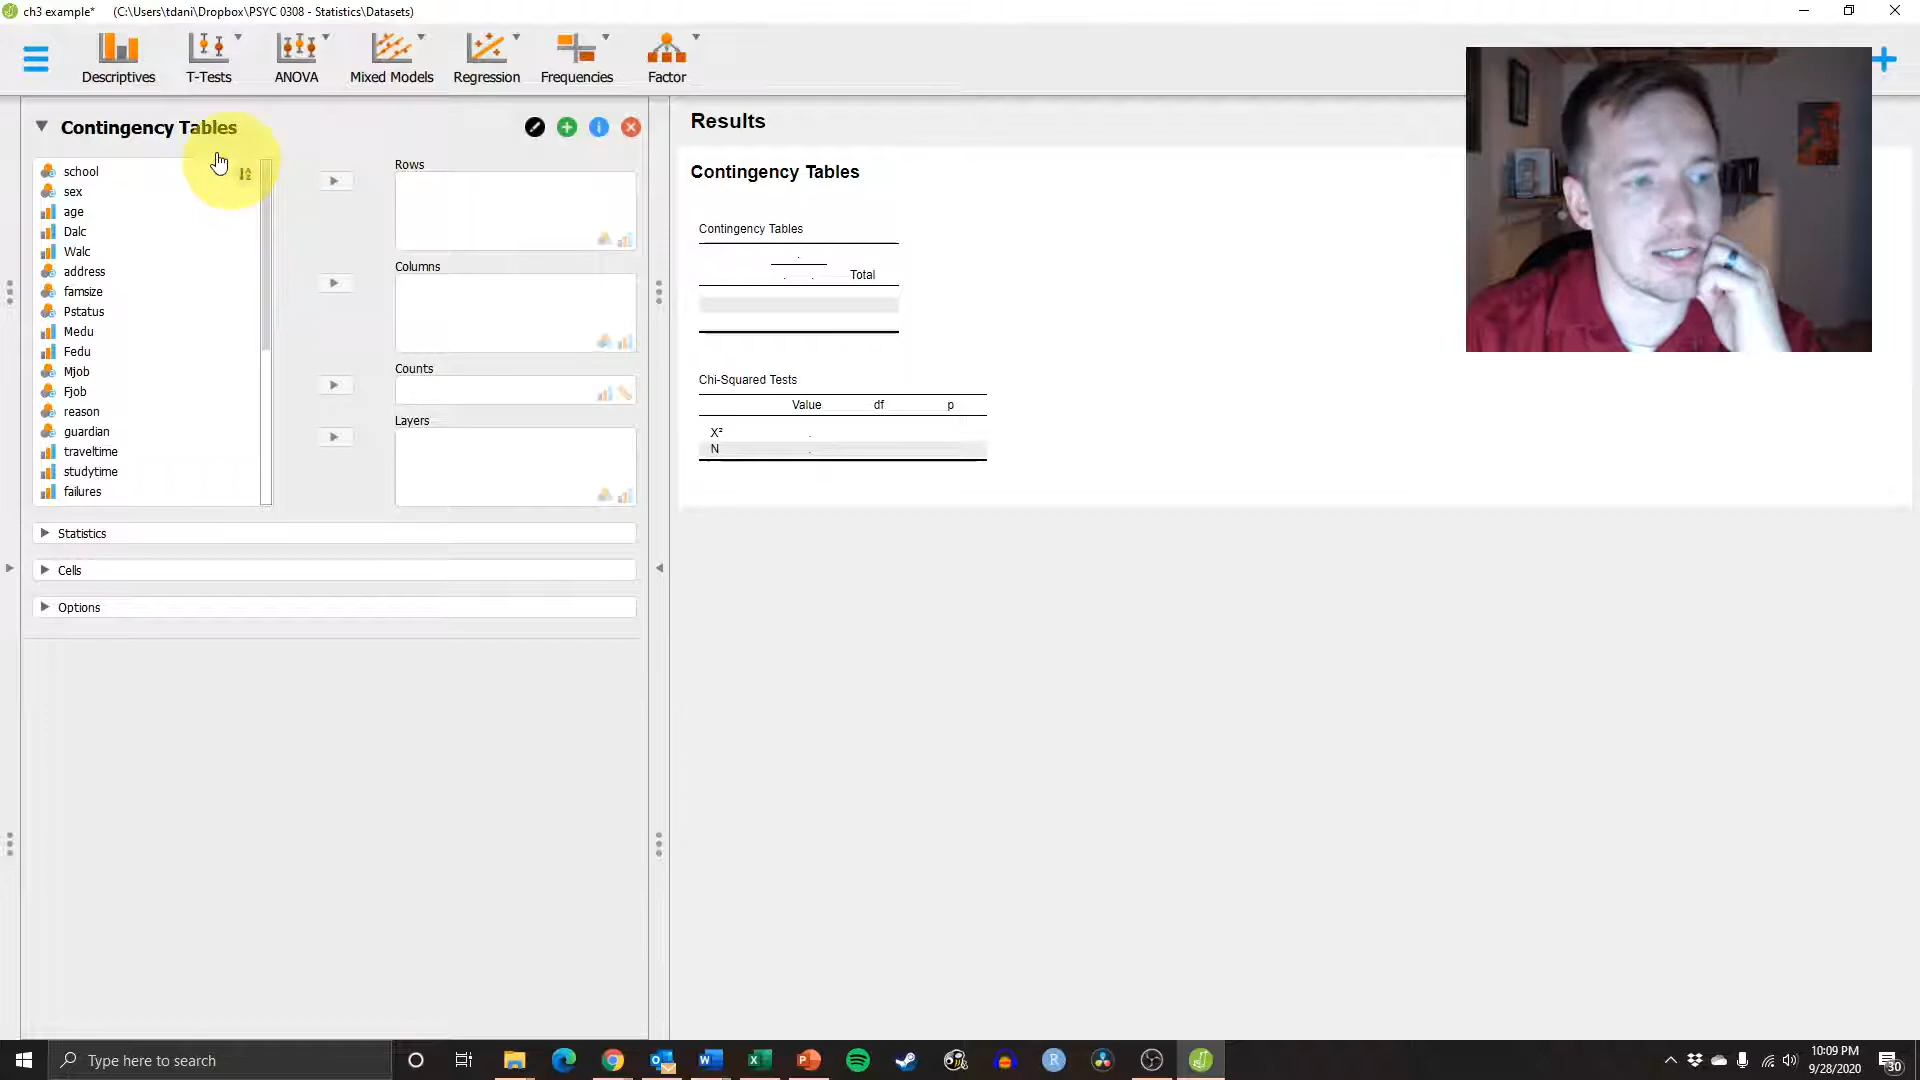 ch3 example* (C:\Users\tdani\Dropbox\PSYC 0308 - Statistics\Datasets)
Descriptives T-Tests ANOVA Mixed Models Regression Frequencies Factor
Contingency Tables
school
sex
age
Dalc
Walc
address
famsize
Pstatus
Medu
Fedu
Mjob
Fjob
reason
guardian
traveltime
studytime
failures
Rows
Columns
Counts
Layers
Statistics
Cells
Options
Results
Contingency Tables
Contingency Tables
Total
Chi-Squared Tests
Value df p
X²
N
Type here to search
10:09 PM
9/28/2020
30